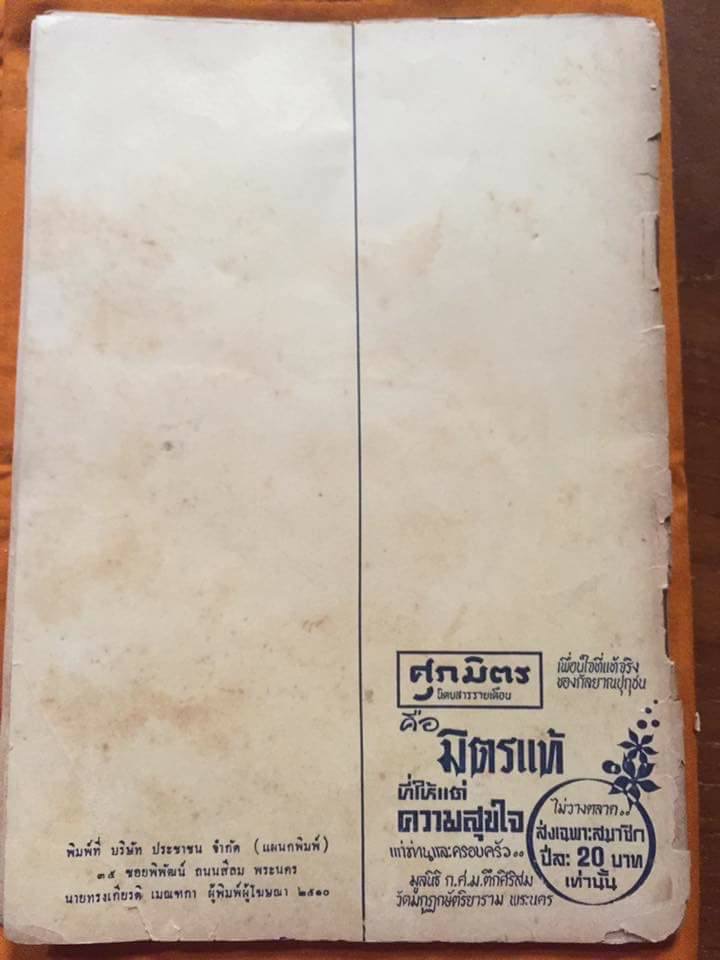 พิมพ์ที่ บริษัท ประชาชน จำกัด (แผนกพิมพ์)
๓๕ ซอยพิพัฒน์ ถนนสีลม พระนคร
นายทรงเกียรติ เมณฑกา ผู้พิมพ์ผู้โฆษณา ๒๕๑๐
ศุภมิตร
นิตยสารรายเดือน
เพื่อนใจที่แท้จริง
ของกัลยาณปุถุชน
คือ
มิตรแท้
ที่ให้แต่
ความสุขใจ
แก่ท่านและครอบครัว..
มูลนิธิ ก.ศ.ม. ตึกสิริสม
วัดมกุฏกษัตริยาราม พระนคร
ไม่วางตลาด..
ส่งเฉพาะสมาชิก
ปีละ 20 บาท
เท่านั้น